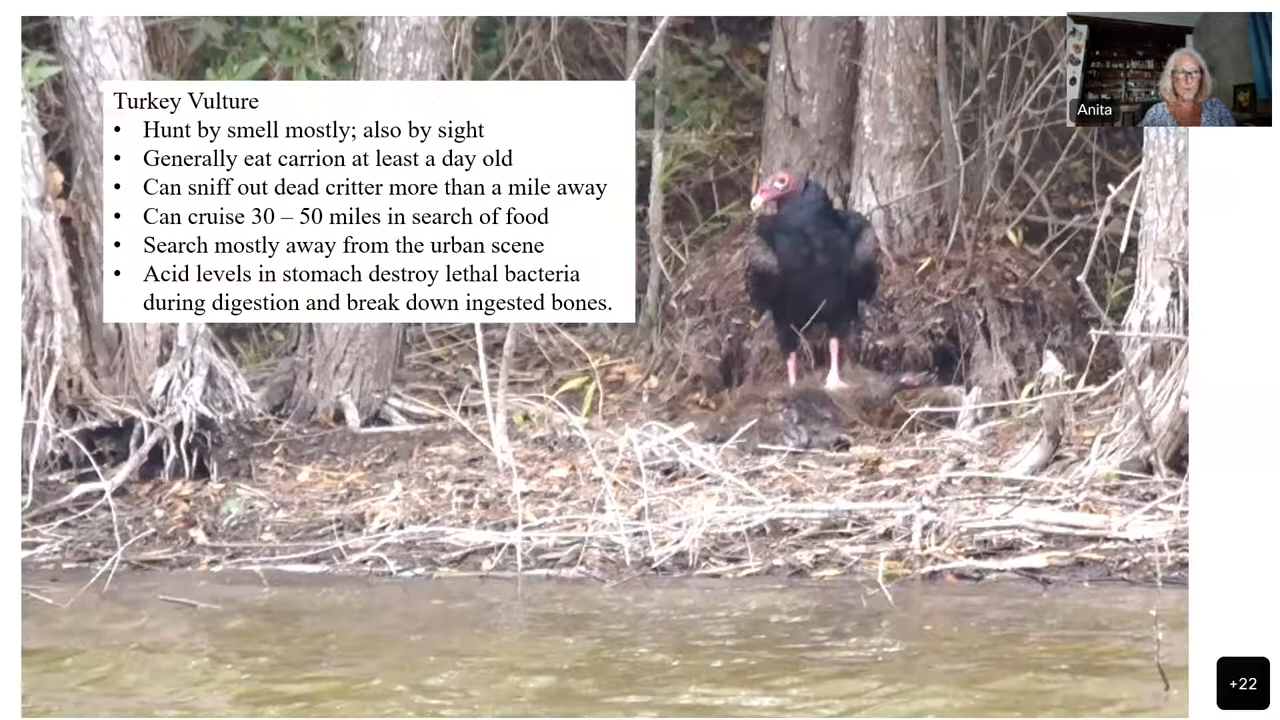 Turkey Vulture
• Hunt by smell mostly; also by sight
• Generally eat carrion at least a day old
• Can sniff out dead critter more than a mile away
• Can cruise 30 – 50 miles in search of food
• Search mostly away from the urban scene
• Acid levels in stomach destroy lethal bacteria
during digestion and break down ingested bones.
Anita
+22